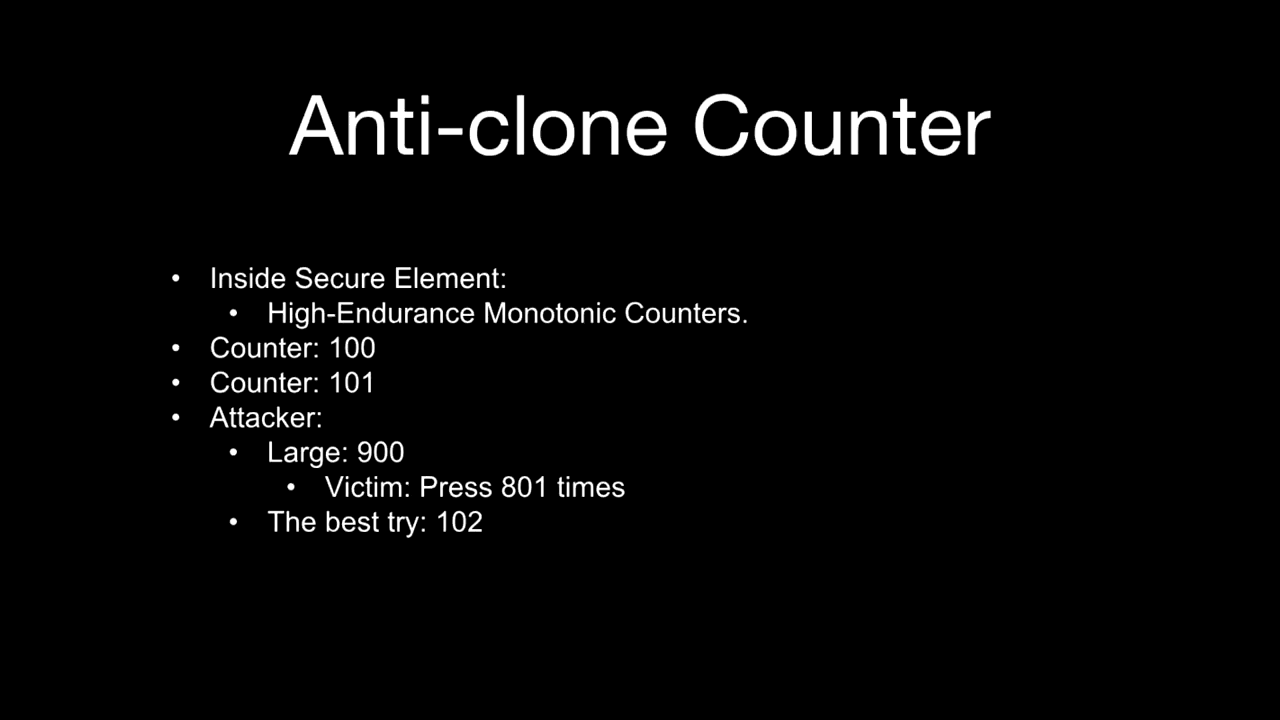 Anti-clone Counter
• Inside Secure Element:
• High-Endurance Monotonic Counters.
• Counter: 100
• Counter: 101
• Attacker:
• Large: 900
• Victim: Press 801 times
• The best try: 102